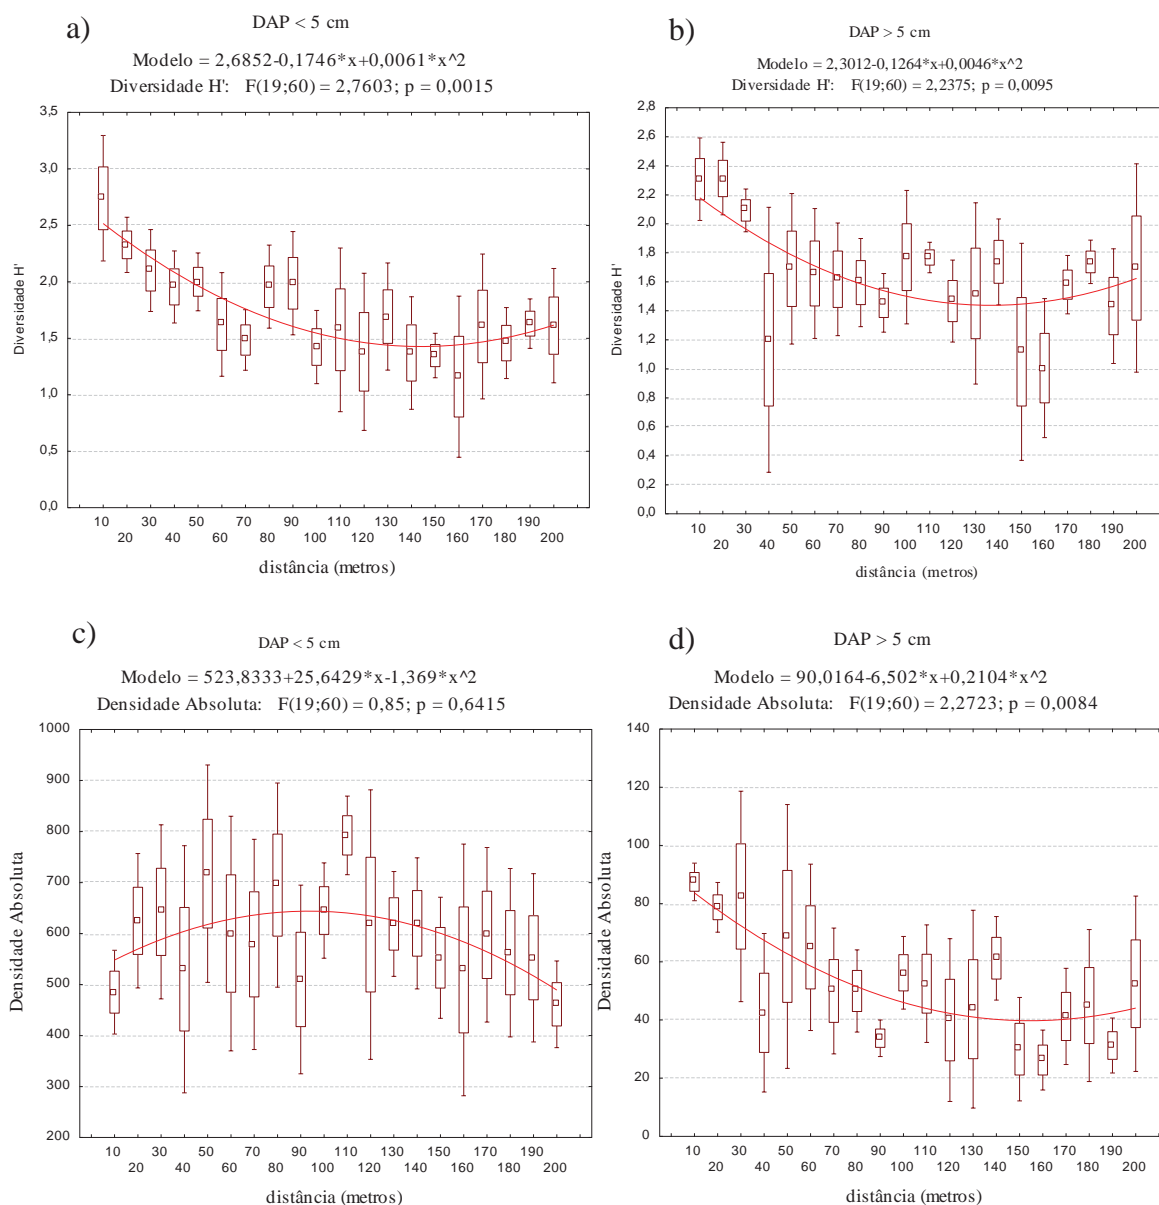 a)
DAP < 5 cm
Modelo = 2,6852-0,1746*x+0,0061*x^2
Diversidade H': F(19;60) = 2,7603; p = 0,0015
3,5
3,0
2,5
2,0
1,5
1,0
0,5
0,0
Diversidade H'
10 30 50 70 90 110 130 150 170 190
20 40 60 80 100 120 140 160 180 200
distância (metros)
b)
DAP > 5 cm
Modelo = 2,3012-0,1264*x+0,0046*x^2
Diversidade H': F(19;60) = 2,2375; p = 0,0095
2,8
2,6
2,4
2,2
2,0
1,8
1,6
1,4
1,2
1,0
0,8
0,6
0,4
0,2
0,0
Diversidade H'
10 30 50 70 90 110 130 150 170 190
20 40 60 80 100 120 140 160 180 200
distância (metros)
c)
DAP < 5 cm
Modelo = 523,8333+25,6429*x-1,369*x^2
Densidade Absoluta: F(19;60) = 0,85; p = 0,6415
1000
900
800
700
600
500
400
300
200
Densidade Absoluta
10 30 50 70 90 110 130 150 170 190
20 40 60 80 100 120 140 160 180 200
distância (metros)
d)
DAP > 5 cm
Modelo = 90,0164-6,502*x+0,2104*x^2
Densidade Absoluta: F(19;60) = 2,2723; p = 0,0084
140
120
100
80
60
40
20
0
Densidade Absoluta
10 30 50 70 90 110 130 150 170 190
20 40 60 80 100 120 140 160 180 200
distância (metros)